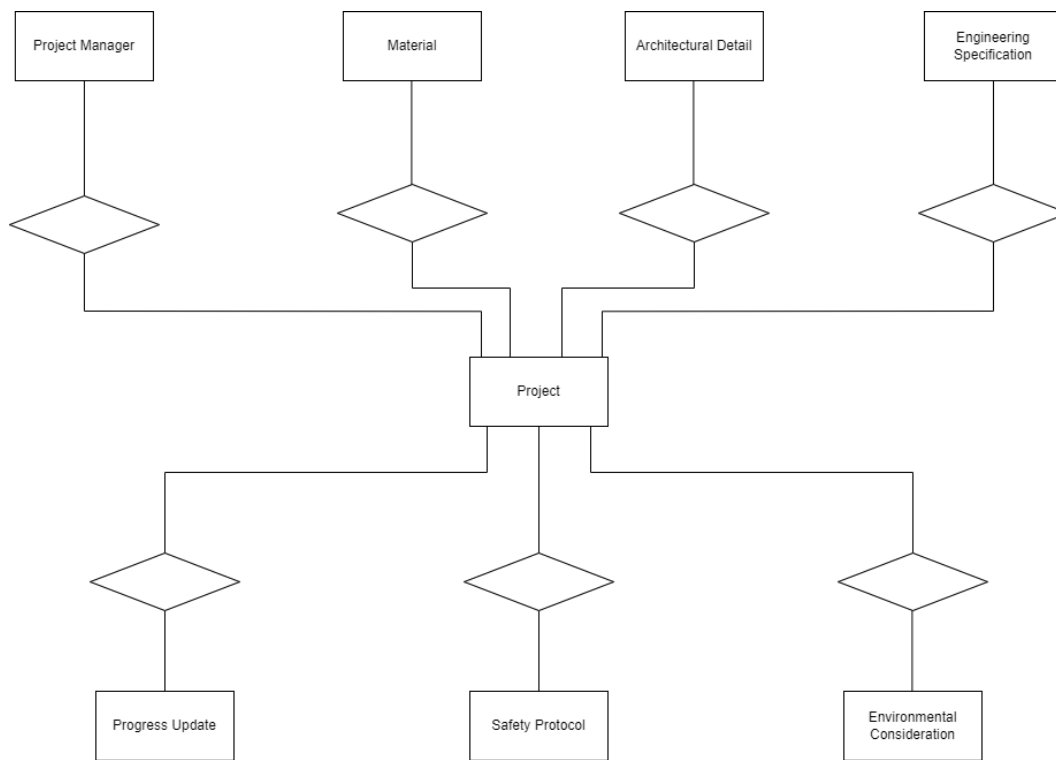 Project Manager
Material
Architectural Detail
Engineering
Specification
Project
Progress Update
Safety Protocol
Environmental
Consideration